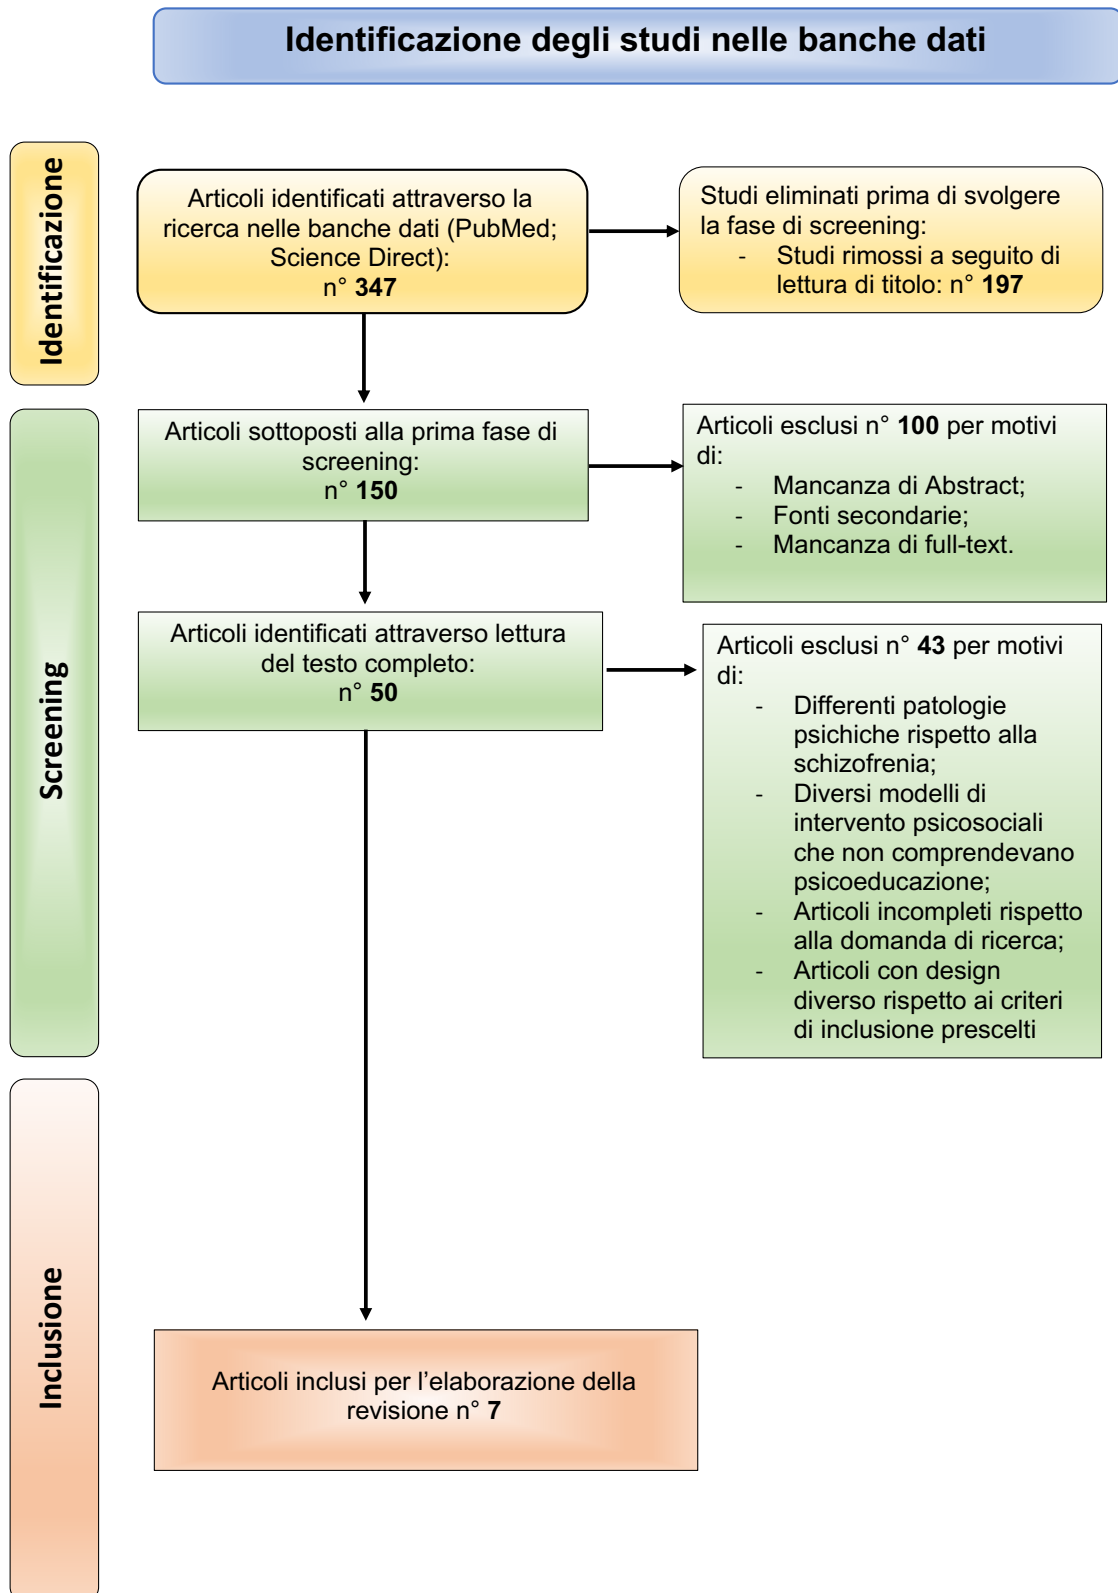 Identificazione degli studi nelle banche dati
Identificazione
Articoli identificati attraverso la
ricerca nelle banche dati (PubMed;
Science Direct):
n° 347
Studi eliminati prima di svolgere
la fase di screening:
- Studi rimossi a seguito di
lettura di titolo: n° 197
Screening
Articoli sottoposti alla prima fase di
screening:
n° 150
Articoli esclusi n° 100 per motivi
di:
- Mancanza di Abstract;
- Fonti secondarie;
- Mancanza di full-text.
Articoli identificati attraverso lettura
del testo completo:
n° 50
Articoli esclusi n° 43 per motivi
di:
- Differenti patologie
psichiche rispetto alla
schizofrenia;
- Diversi modelli di
intervento psicosociali
che non comprendevano
psicoeducazione;
- Articoli incompleti rispetto
alla domanda di ricerca;
- Articoli con design
diverso rispetto ai criteri
di inclusione prescelti
Inclusione
Articoli inclusi per l’elaborazione della
revisione n° 7